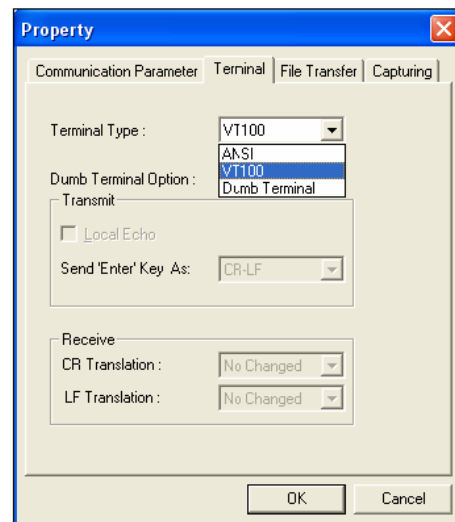 Property
Communication Parameter Terminal File Transfer Capturing
Terminal Type : VT100
ANSI
VT100
Dumb Terminal
Dumb Terminal Option :
Transmit
Local Echo
Send 'Enter' Key As: CR-LF
Receive
CR Translation : No Changed
LF Translation : No Changed
OK Cancel